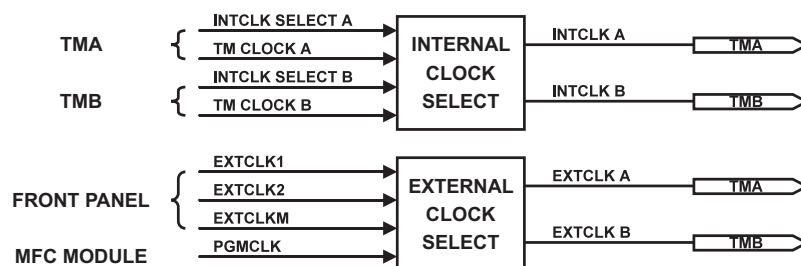 TMA
INTCLK SELECT A
TM CLOCK A
TMB
INTCLK SELECT B
TM CLOCK B
INTERNAL
CLOCK
SELECT
INTCLK A
TMA
INTCLK B
TMB
FRONT PANEL
EXTCLK1
EXTCLK2
EXTCLKM
MFC MODULE
PGMCLK
EXTERNAL
CLOCK
SELECT
EXTCLK A
TMA
EXTCLK B
TMB